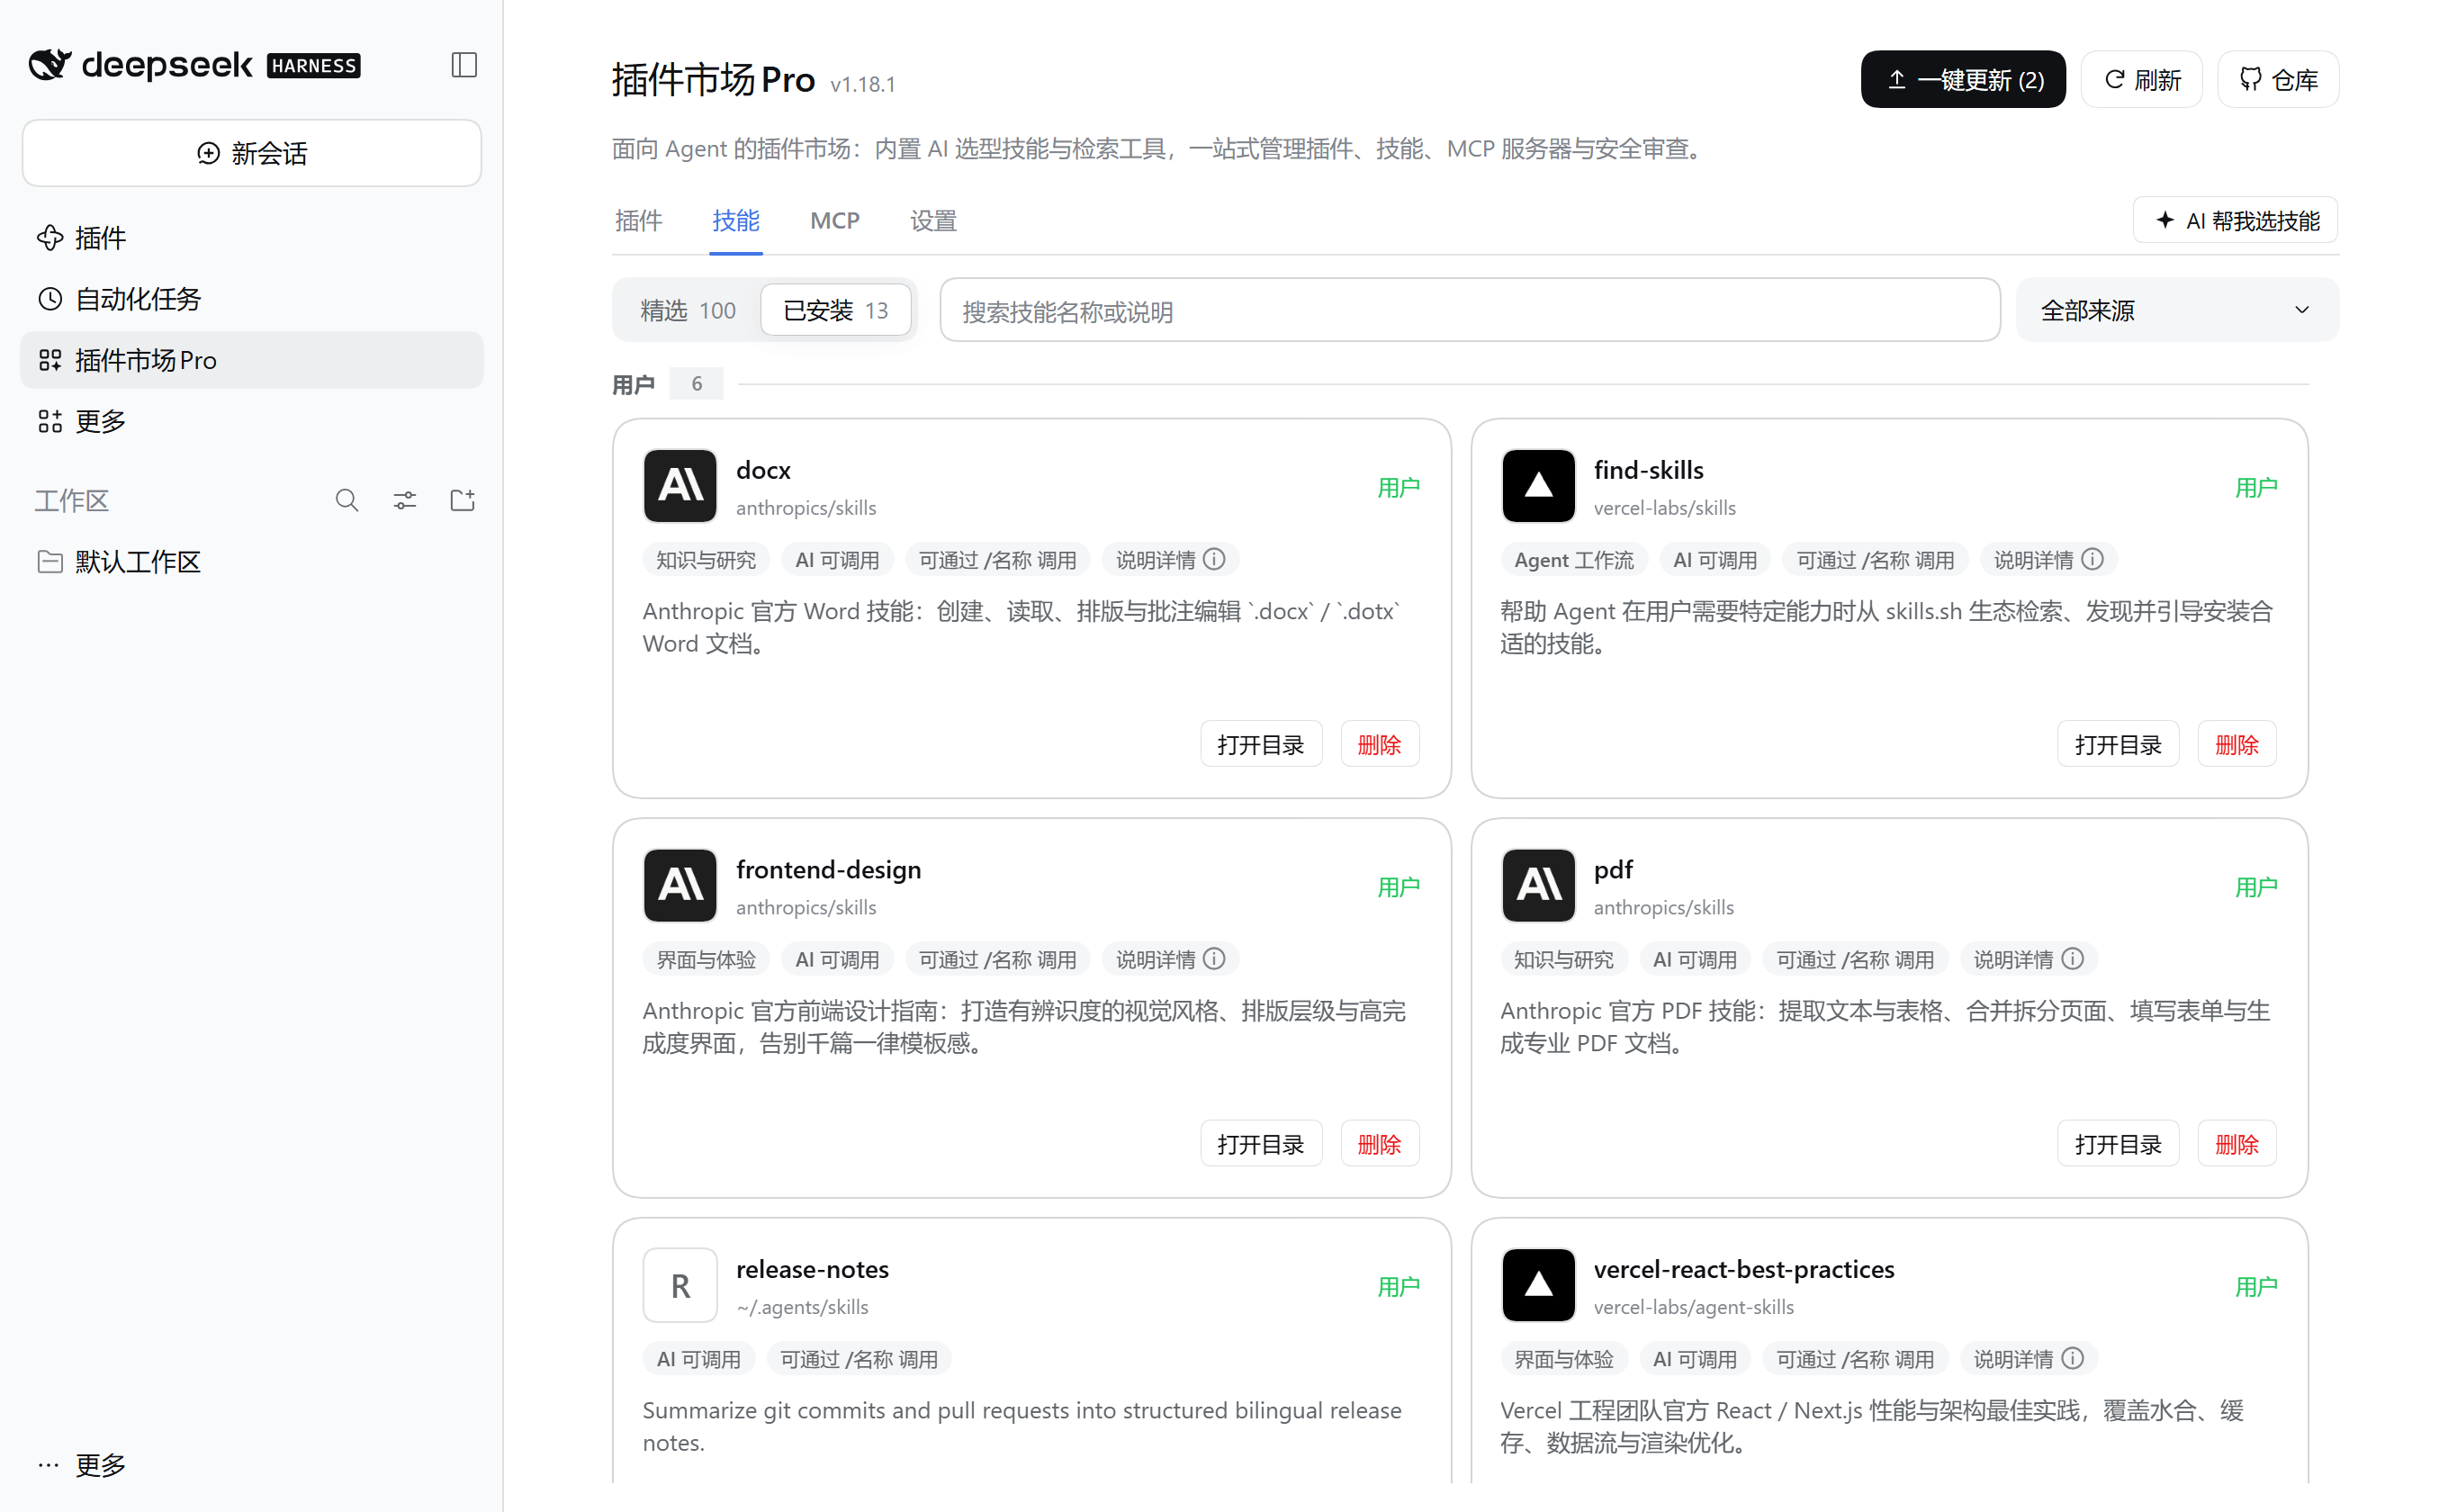 deepseek HARNESS
新会话
插件
自动化任务
插件市场Pro
更多
工作区
默认工作区
更多
插件市场Pro v1.18.1
一键更新 (2)
刷新
仓库
面向 Agent 的插件市场：内置 AI 选型技能与检索工具，一站式管理插件、技能、MCP 服务器与安全审查。
插件 技能 MCP 设置
AI 帮我选技能
精选 100 已安装 13
搜索技能名称或说明
全部来源
用户 6
docx
anthropics/skills
用户
知识与研究 AI 可调用 可通过 /名称 调用 说明详情
Anthropic 官方 Word 技能：创建、读取、排版与批注编辑 `.docx` / `.dotx`
Word 文档。
打开目录 删除
find-skills
vercel-labs/skills
用户
Agent 工作流 AI 可调用 可通过 /名称 调用 说明详情
帮助 Agent 在用户需要特定能力时从 skills.sh 生态检索、发现并引导安装合
适的技能。
打开目录 删除
frontend-design
anthropics/skills
用户
界面与体验 AI 可调用 可通过 /名称 调用 说明详情
Anthropic 官方前端设计指南：打造有辨识度的视觉风格、排版层级与高完
成度界面，告别千篇一律模板感。
打开目录 删除
pdf
anthropics/skills
用户
知识与研究 AI 可调用 可通过 /名称 调用 说明详情
Anthropic 官方 PDF 技能：提取文本与表格、合并拆分页面、填写表单与生
成专业 PDF 文档。
打开目录 删除
R
release-notes
~/.agents/skills
用户
AI 可调用 可通过 /名称 调用
Summarize git commits and pull requests into structured bilingual release
notes.
vercel-react-best-practices
vercel-labs/agent-skills
用户
界面与体验 AI 可调用 可通过 /名称 调用 说明详情
Vercel 工程团队官方 React / Next.js 性能与架构最佳实践，覆盖水合、缓
存、数据流与渲染优化。